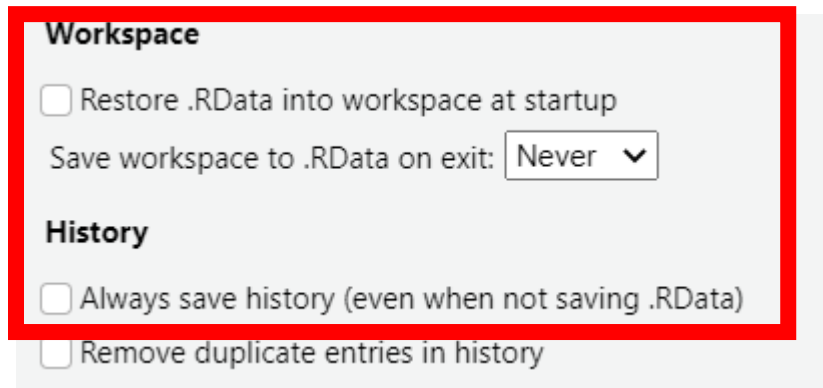 Workspace
Restore .RData into workspace at startup
Save workspace to .RData on exit: Never
History
Always save history (even when not saving .RData)
Remove duplicate entries in history